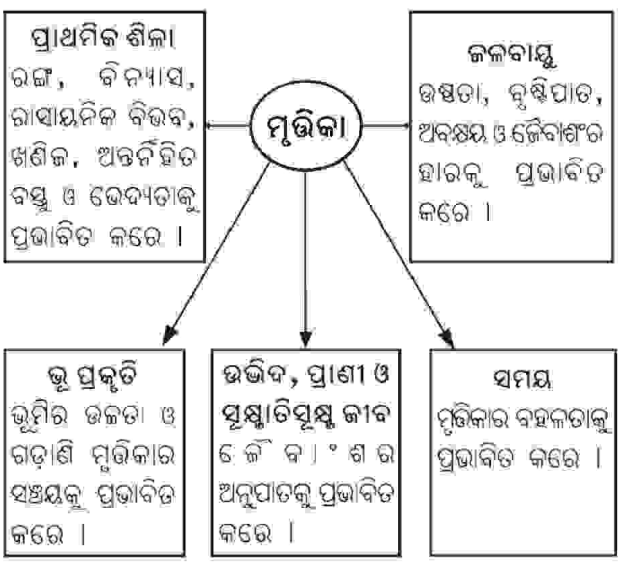 ପ୍ରାଥମିକ ଶିଳା
ରଙ୍ଗ, ବିନ୍ୟାସ,
ରାସାୟନିକ ବିଭବ,
ଖଣିଜ, ଅନ୍ତର୍ନିହିତ
ବସ୍ତୁ ଓ ଭେଦ୍ୟତାକୁ
ପ୍ରଭାବିତ କରେ ।
ମୃତ୍ତିକା
ଜଳବାୟୁ
ଉଷ୍ଣତା, ବୃଷ୍ଟିପାତ,
ଅବକ୍ଷୟ ଓ ଜୈବାଶଂର
ହାରକୁ ପ୍ରଭାବିତ
କରେ ।
ଭୂ ପ୍ରକୃତି
ଭୂମିର ଉଚ୍ଚତା ଓ
ଗଡ଼ାଣି ମୃତ୍ତିକାର
ସଞ୍ଚୟକୁ ପ୍ରଭାବିତ
କରେ ।
ଉଦ୍ଭିଦ, ପ୍ରାଣୀ ଓ
ସୂକ୍ଷ୍ମାତିସୂକ୍ଷ୍ମ ଜୀବ
ଜୈବାଂଶର
ଅନୁପାତକୁ ପ୍ରଭାବିତ
କରେ ।
ସମୟ
ମୃତ୍ତିକାର ବହଳତାକୁ
ପ୍ରଭାବିତ କରେ ।